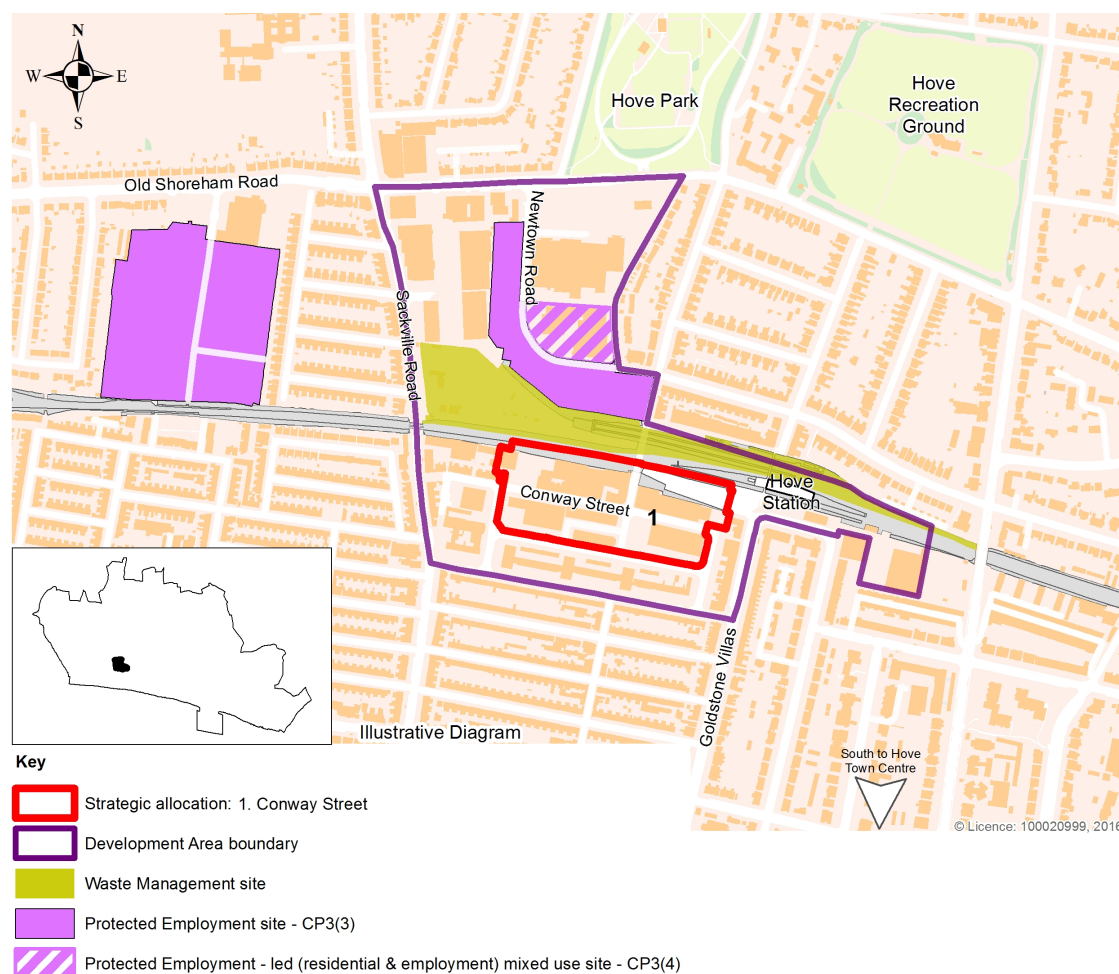 N
W
E
S
Hove Park
Hove
Recreation
Ground
Old Shoreham Road
Newtown Road
Sackville Road
Hove
Station
Conway Street
1
Goldstone Villas
Illustrative Diagram
South to Hove
Town Centre
© Licence: 100020999, 2016
Key
Strategic allocation: 1. Conway Street
Development Area boundary
Waste Management site
Protected Employment site - CP3(3)
Protected Employment - led (residential & employment) mixed use site - CP3(4)